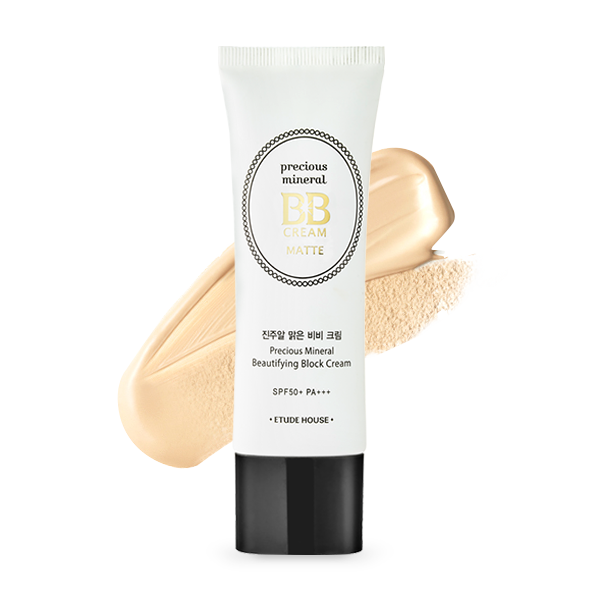 precious
mineral
BB
CREAM
MATTE
진주알 맑은 비비 크림
Precious Mineral
Beautifying Block Cream
SPF50+ PA+++
• ETUDE HOUSE •